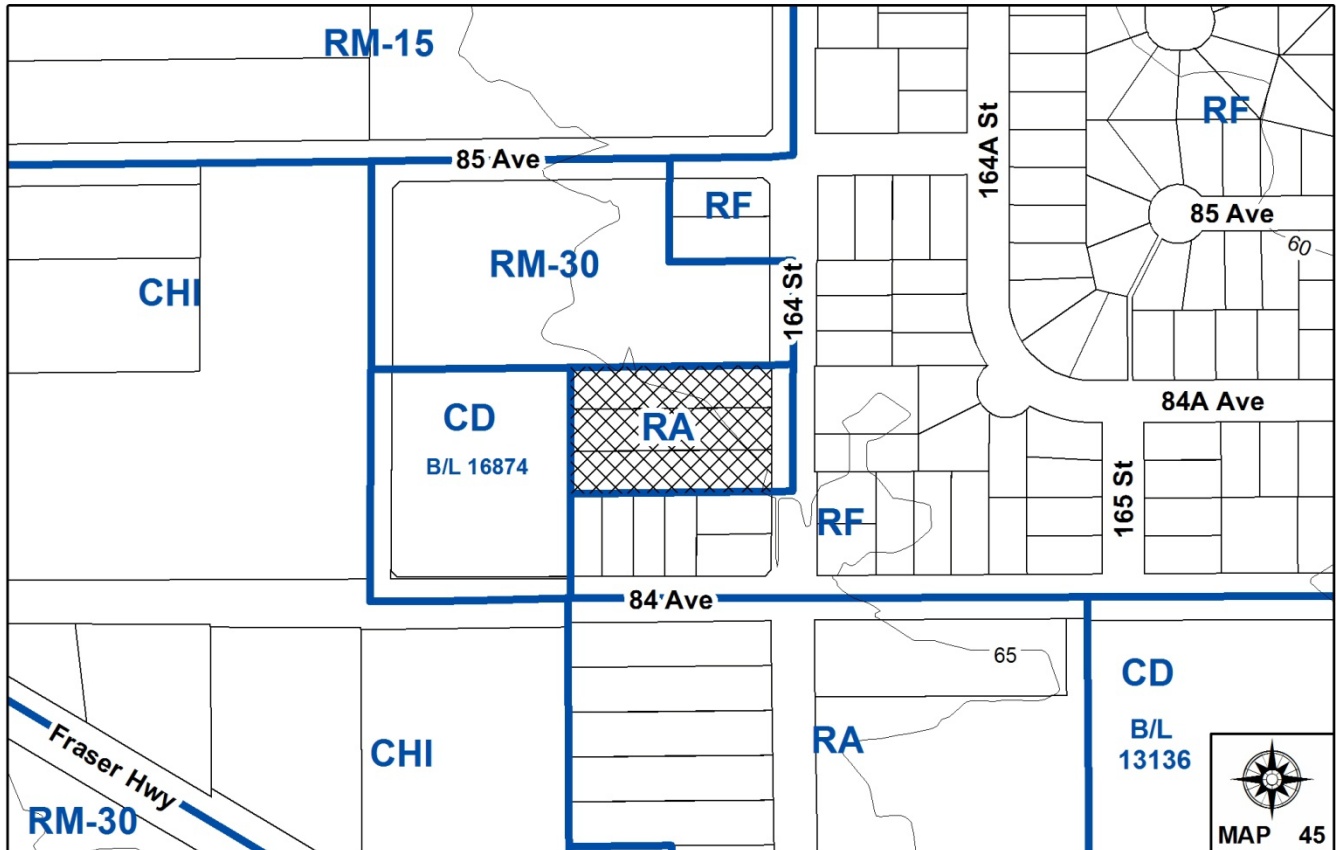 RM-15
RF
85 Ave
164A St
RF
85 Ave
60
RM-30
CHI
164 St
84A Ave
CD
B/L 16874
RA
RF
165 St
84 Ave
65
CD
B/L
13136
RA
CHI
Fraser Hwy
RM-30
MAP 45